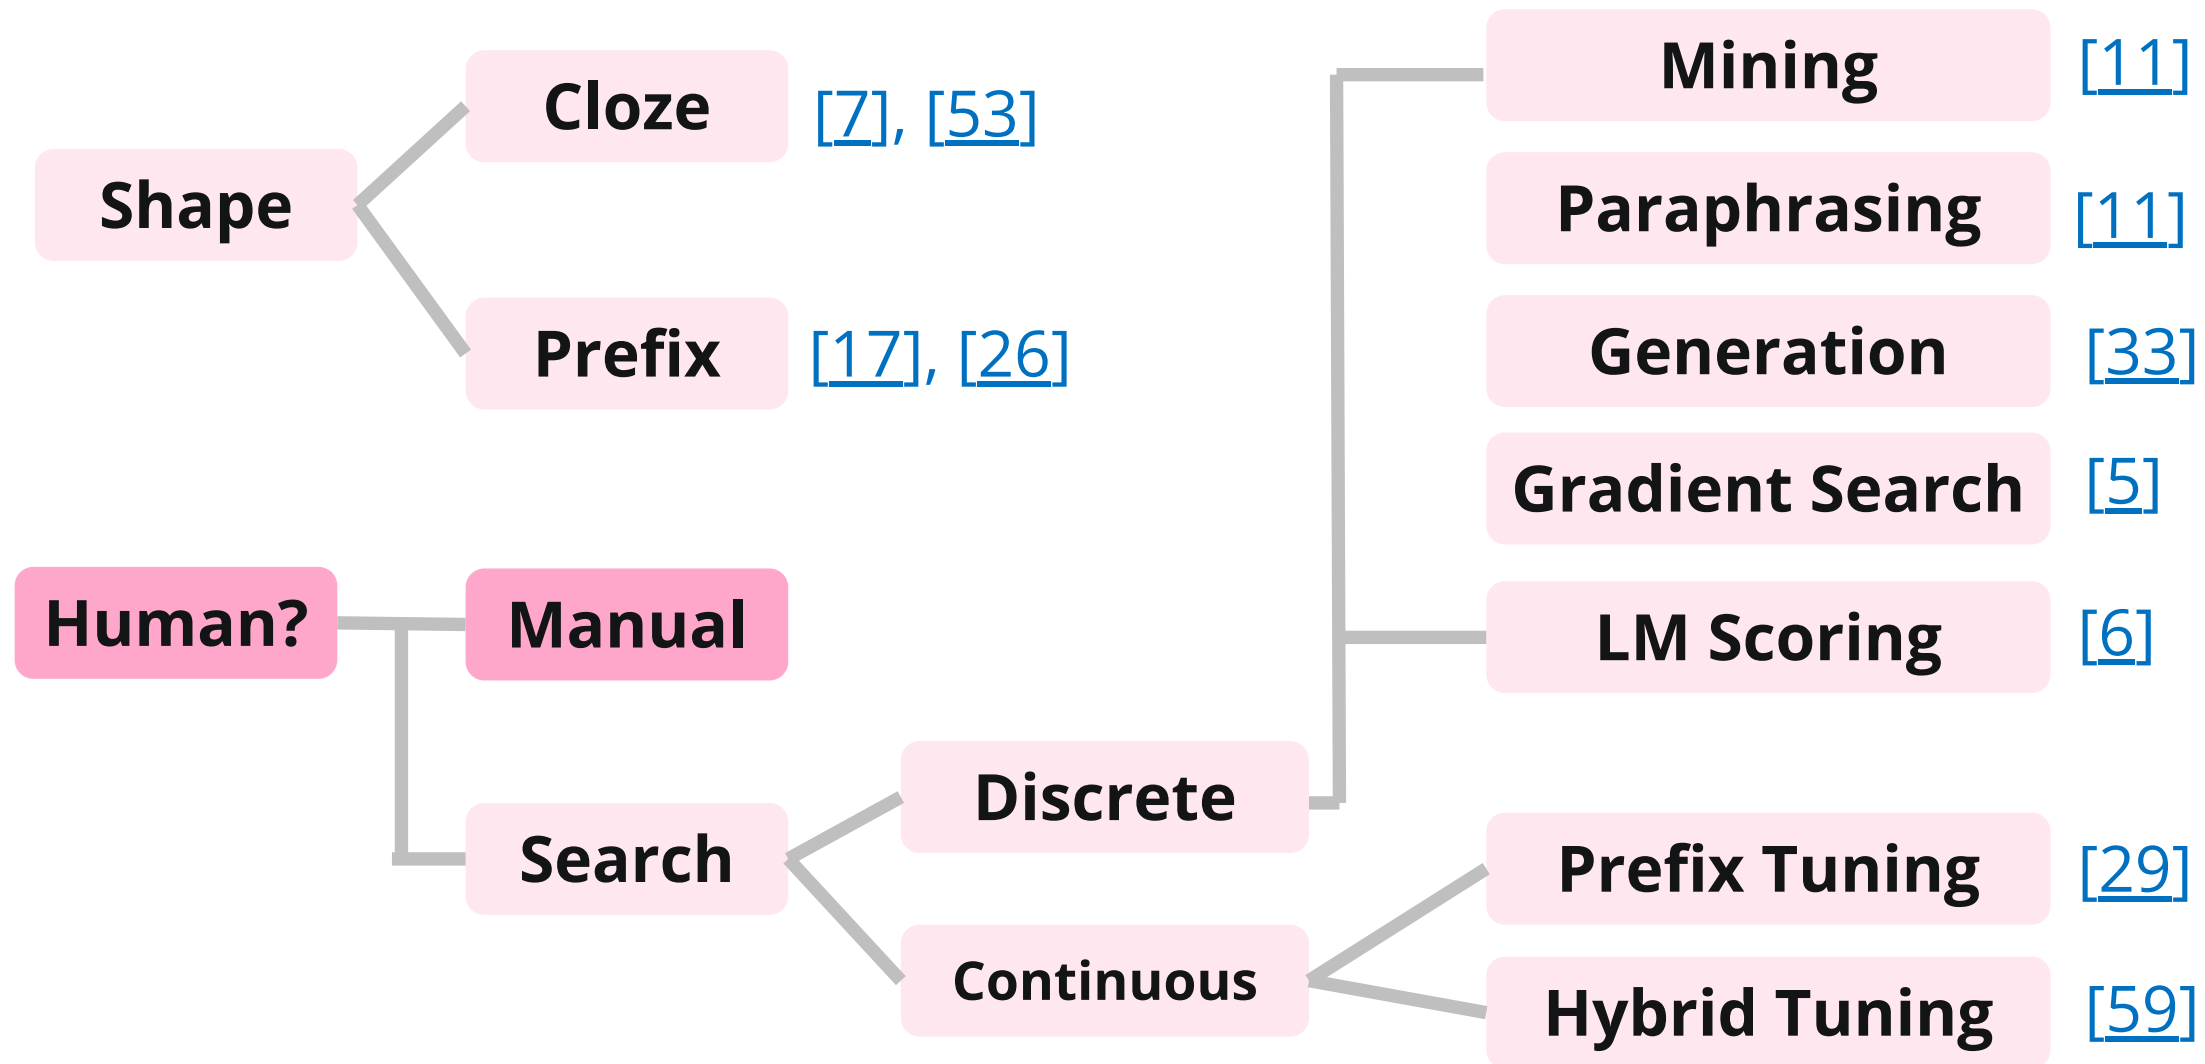 Shape
Cloze [7], [53]
Prefix [17], [26]
Human?
Manual
Search
Discrete
Mining [11]
Paraphrasing [11]
Generation [33]
Gradient Search [5]
LM Scoring [6]
Continuous
Prefix Tuning [29]
Hybrid Tuning [59]